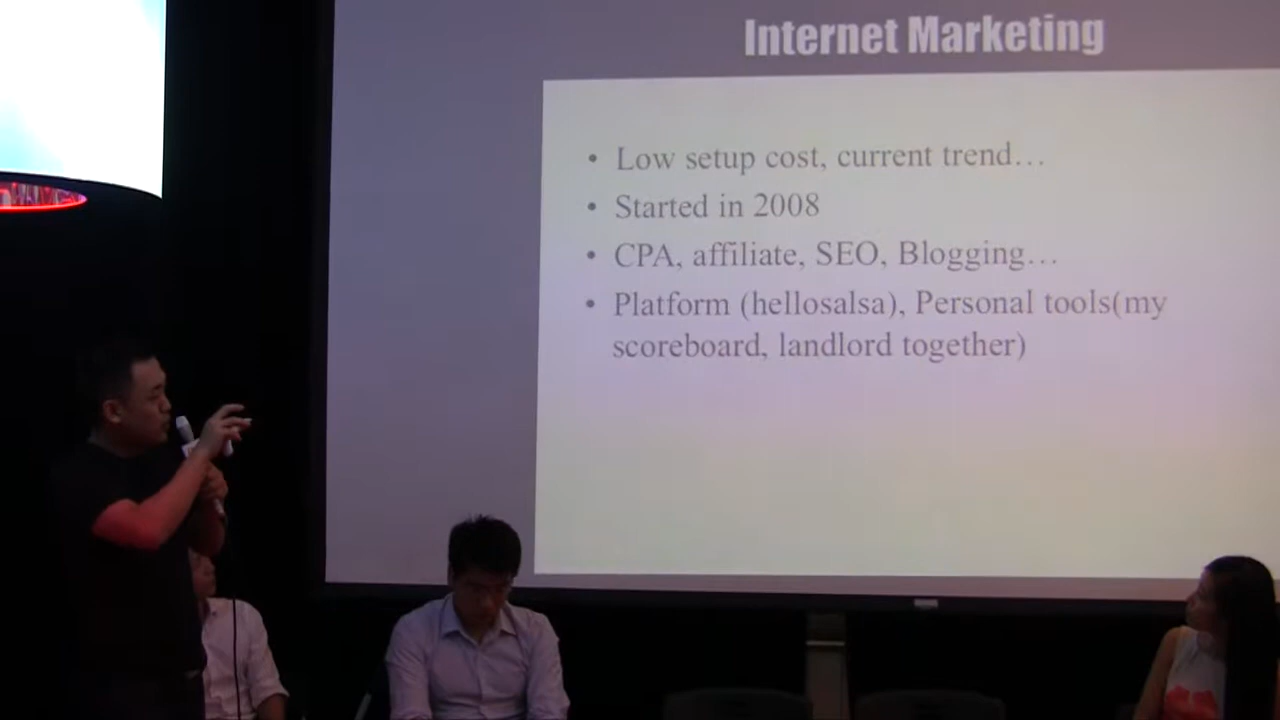 Internet Marketing
• Low setup cost, current trend…
• Started in 2008
• CPA, affiliate, SEO, Blogging…
• Platform (hellosalsa), Personal tools(my
scoreboard, landlord together)